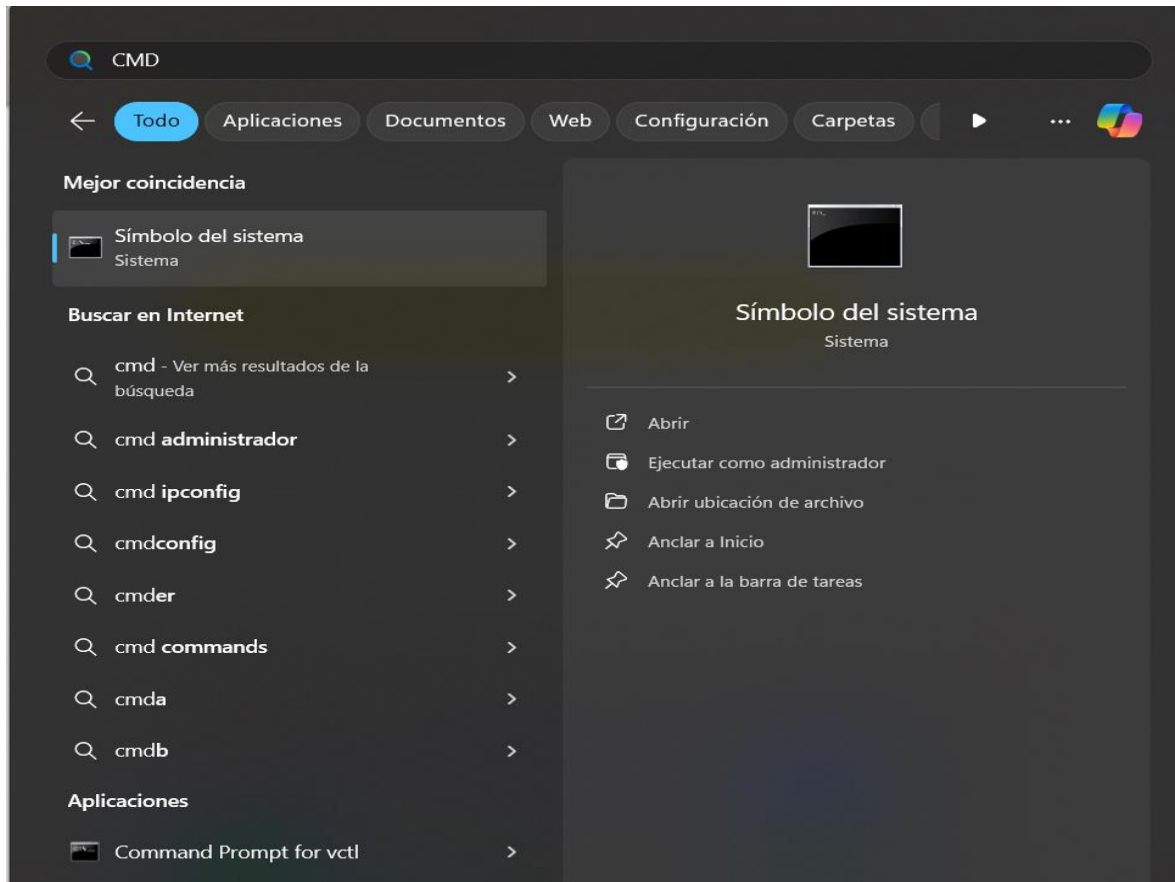 CMD
Todo Aplicaciones Documentos Web Configuración Carpetas
Mejor coincidencia
Símbolo del sistema
Sistema
Buscar en Internet
cmd - Ver más resultados de la
búsqueda
cmd administrador
cmd ipconfig
cmdconfig
cmder
cmd commands
cmda
cmdb
Aplicaciones
Command Prompt for vctl
Símbolo del sistema
Sistema
Abrir
Ejecutar como administrador
Abrir ubicación de archivo
Anclar a Inicio
Anclar a la barra de tareas